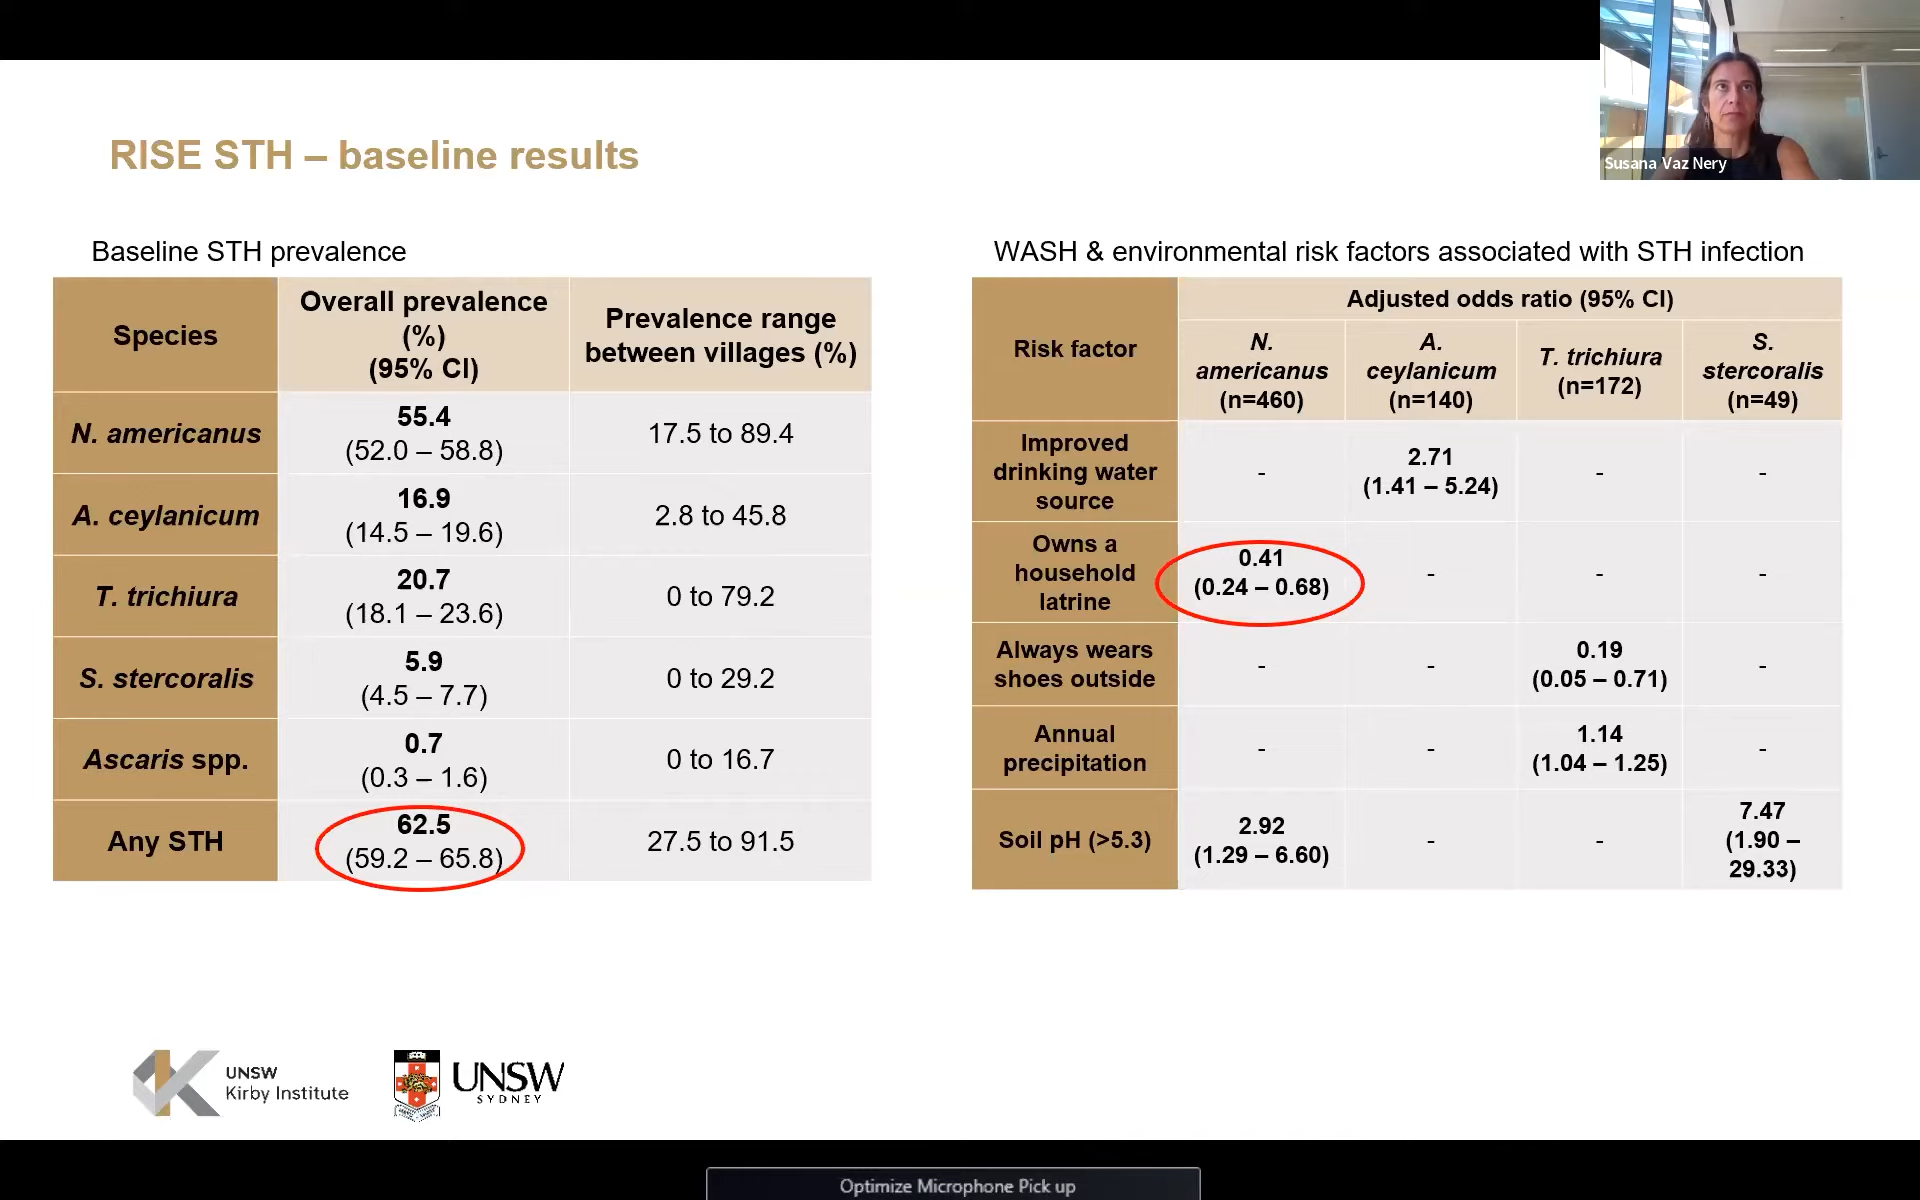 Susana Vaz Nery
RISE STH – baseline results
Baseline STH prevalence
Species
Overall prevalence
(%)
(95% CI)
Prevalence range
between villages (%)
N. americanus
55.4
(52.0 – 58.8)
17.5 to 89.4
A. ceylanicum
16.9
(14.5 – 19.6)
2.8 to 45.8
T. trichiura
20.7
(18.1 – 23.6)
0 to 79.2
S. stercoralis
5.9
(4.5 – 7.7)
0 to 29.2
Ascaris spp.
0.7
(0.3 – 1.6)
0 to 16.7
Any STH
62.5
(59.2 – 65.8)
27.5 to 91.5
WASH & environmental risk factors associated with STH infection
Risk factor
Adjusted odds ratio (95% CI)
N.
americanus
(n=460)
A.
ceylanicum
(n=140)
T. trichiura
(n=172)
S.
stercoralis
(n=49)
Improved
drinking water
source
-
2.71
(1.41 – 5.24)
-
-
Owns a
household
latrine
0.41
(0.24 – 0.68)
-
-
-
Always wears
shoes outside
-
-
0.19
(0.05 – 0.71)
-
Annual
precipitation
-
-
1.14
(1.04 – 1.25)
-
Soil pH (>5.3)
2.92
(1.29 – 6.60)
-
-
7.47
(1.90 –
29.33)
UNSW
Kirby Institute
UNSW
SYDNEY
Optimize Microphone Pick up